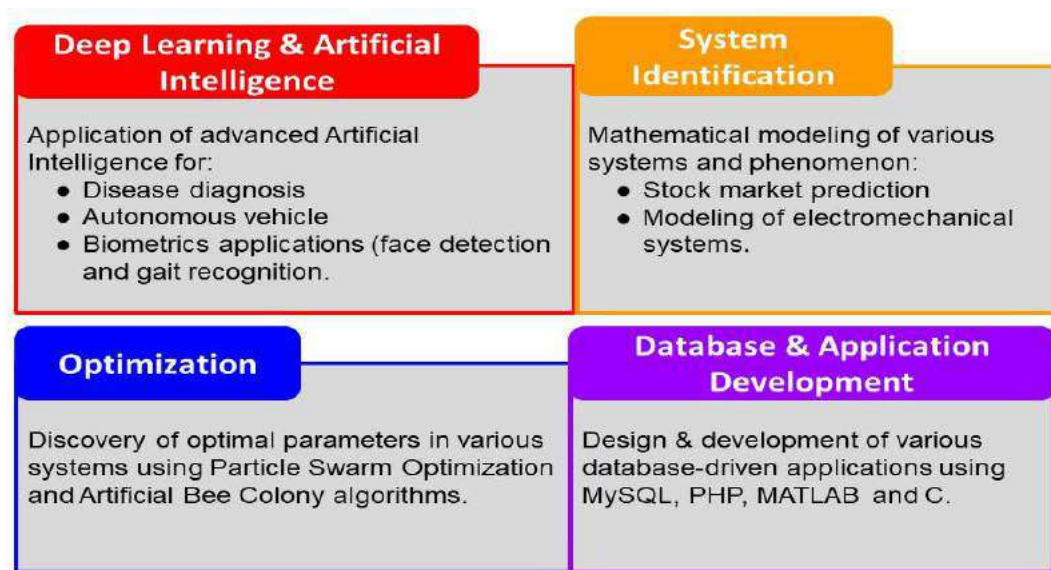 Deep Learning & Artificial
Intelligence
Application of advanced Artificial
Intelligence for:
● Disease diagnosis
● Autonomous vehicle
● Biometrics applications (face detection
and gait recognition.
System
Identification
Mathematical modeling of various
systems and phenomenon:
● Stock market prediction
● Modeling of electromechanical
systems.
Optimization
Discovery of optimal parameters in various
systems using Particle Swarm Optimization
and Artificial Bee Colony algorithms.
Database & Application
Development
Design & development of various
database-driven applications using
MySQL, PHP, MATLAB and C.